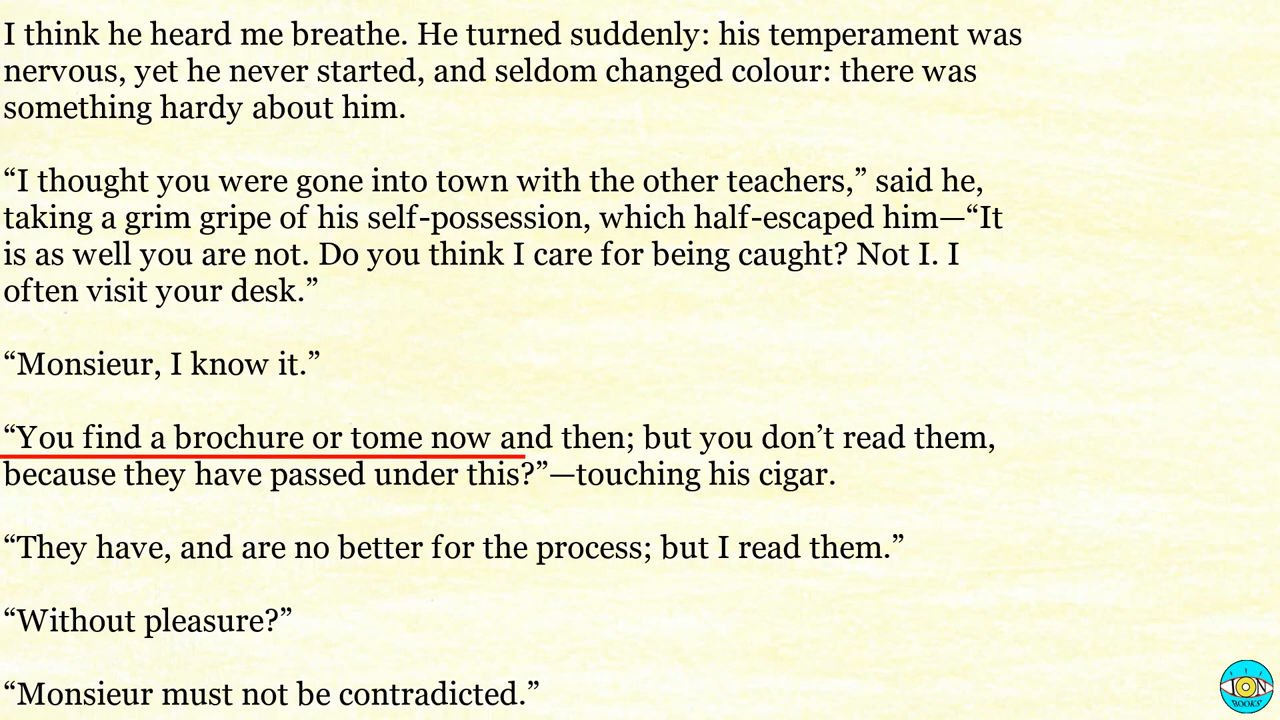 I think he heard me breathe. He turned suddenly: his temperament was
nervous, yet he never started, and seldom changed colour: there was
something hardy about him.
“I thought you were gone into town with the other teachers,” said he,
taking a grim gripe of his self-possession, which half-escaped him—“It
is as well you are not. Do you think I care for being caught? Not I. I
often visit your desk.”
“Monsieur, I know it.”
“You find a brochure or tome now and then; but you don’t read them,
because they have passed under this?”—touching his cigar.
“They have, and are no better for the process; but I read them.”
“Without pleasure?”
“Monsieur must not be contradicted.”
ION
BOOKS